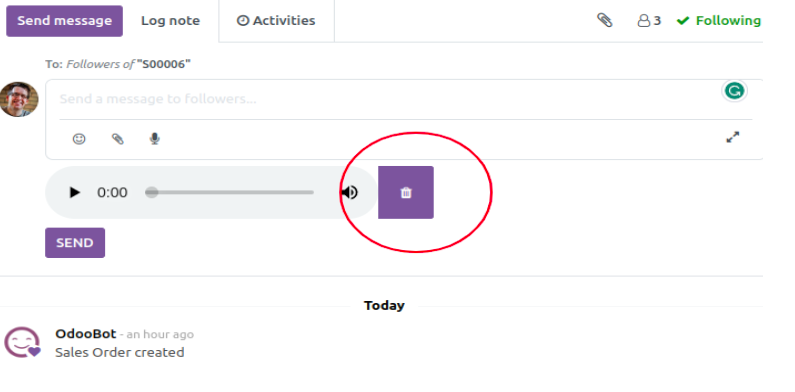 Send message Log note Activities 3 Following
To: Followers of "S00006"
Send a message to followers...
0:00
SEND
Today
OdooBot - an hour ago
Sales Order created